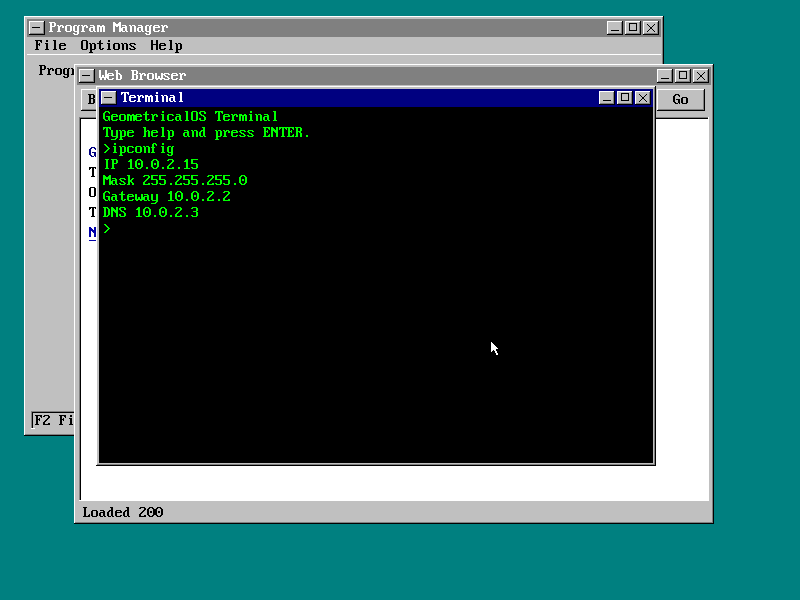 Program Manager
File Options Help
Web Browser
Terminal
Go
GeometricalOS Terminal
Type help and press ENTER.
>ipconfig
IP 10.0.2.15
Mask 255.255.255.0
Gateway 10.0.2.2
DNS 10.0.2.3
>
F2
Loaded 200